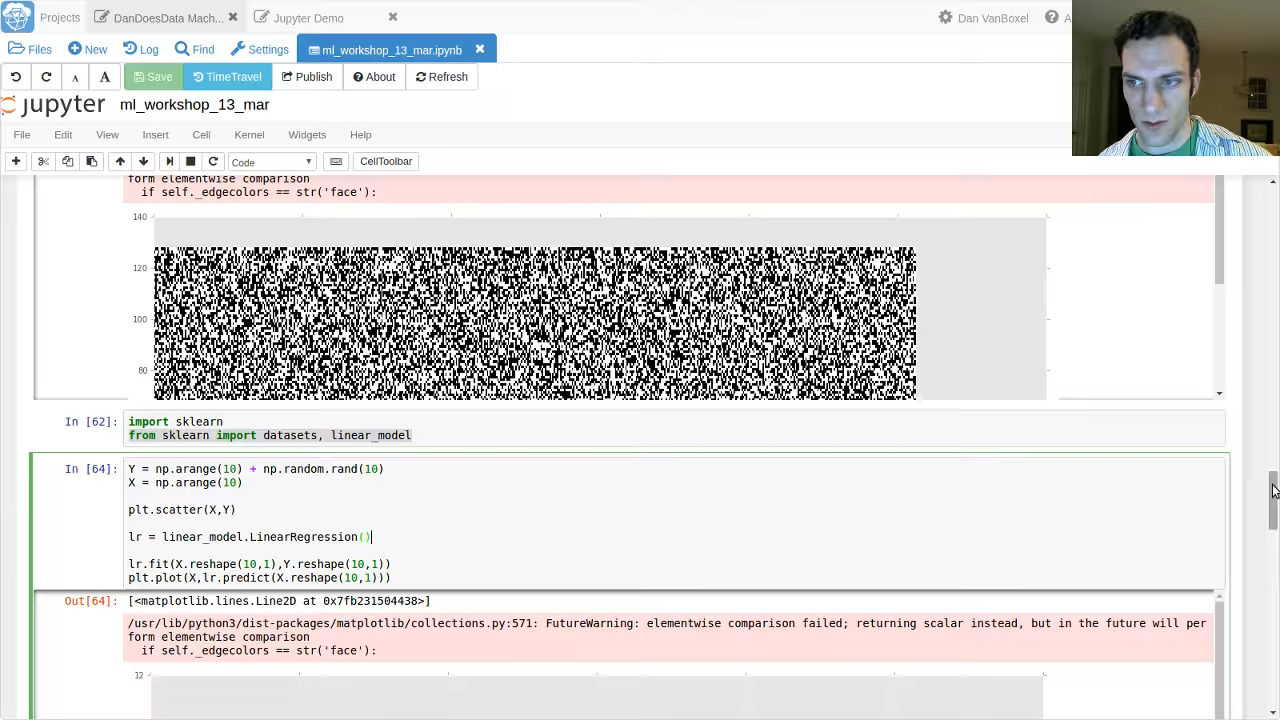 Projects DanDoesData Mach... Jupyter Demo Dan VanBoxel
Files New Log Find Settings ml_workshop_13_mar.ipynb
A A Save TimeTravel Publish About Refresh
jupyter ml_workshop_13_mar
File Edit View Insert Cell Kernel Widgets Help
Code CellToolbar
form elementwise comparison
if self._edgecolors == str('face'):
140
120
100
80
In [62]: import sklearn
from sklearn import datasets, linear_model
In [64]: Y = np.arange(10) + np.random.rand(10)
X = np.arange(10)
plt.scatter(X,Y)
lr = linear_model.LinearRegression()
lr.fit(X.reshape(10,1),Y.reshape(10,1))
plt.plot(X,lr.predict(X.reshape(10,1)))
Out[64]: [<matplotlib.lines.Line2D at 0x7fb231504438>]
/usr/lib/python3/dist-packages/matplotlib/collections.py:571: FutureWarning: elementwise comparison failed; returning scalar instead, but in the future will per
form elementwise comparison
if self._edgecolors == str('face'):
12